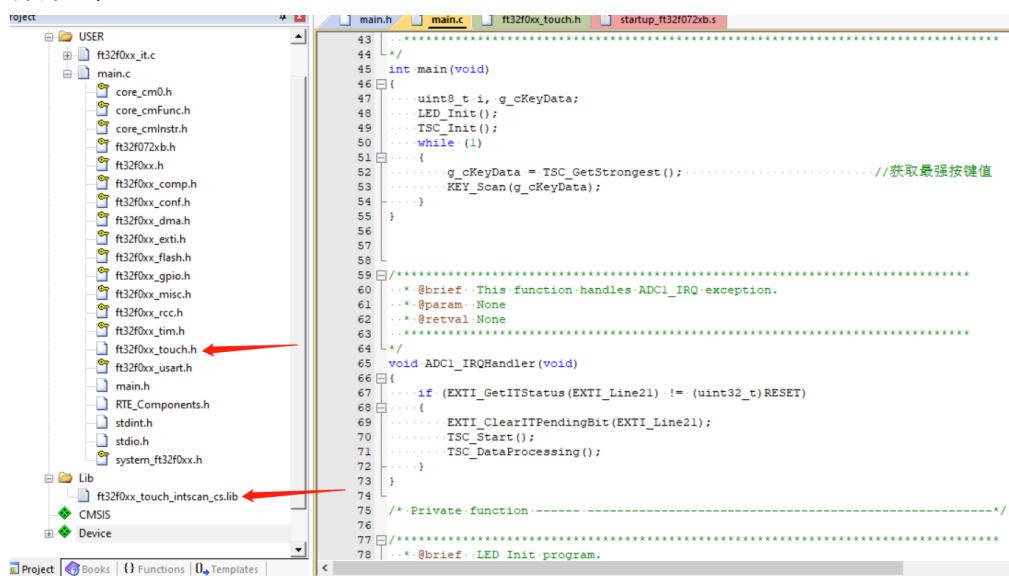 roject
main.h
main.c
ft32f0xx_touch.h
startup_ft32f072xb.s
USER
ft32f0xx_it.c
main.c
core_cm0.h
core_cmFunc.h
core_cmInstr.h
ft32f072xb.h
ft32f0xx.h
ft32f0xx_comp.h
ft32f0xx_conf.h
ft32f0xx_dma.h
ft32f0xx_exti.h
ft32f0xx_flash.h
ft32f0xx_gpio.h
ft32f0xx_misc.h
ft32f0xx_rcc.h
ft32f0xx_tim.h
ft32f0xx_touch.h
ft32f0xx_usart.h
main.h
RTE_Components.h
stdint.h
stdio.h
system_ft32f0xx.h
Lib
ft32f0xx_touch_intscan_cs.lib
CMSIS
Device
Project Books {} Functions 0 Templates
43 ******************************************************************************
44 */
45 int main(void)
46 {
47 uint8_t i, g_cKeyData;
48 LED_Init();
49 TSC_Init();
50 while (1)
51 {
52 g_cKeyData = TSC_GetStrongest(); //获取最强按键值
53 KEY_Scan(g_cKeyData);
54 }
55 }
56
57
58
59 /******************************************************************************
60 * @brief This function handles ADC1_IRQ exception.
61 * @param None
62 * @retval None
63 ******************************************************************************
64 */
65 void ADC1_IRQHandler(void)
66 {
67 if (EXTI_GetITStatus(EXTI_Line21) != (uint32_t)RESET)
68 {
69 EXTI_ClearITPendingBit(EXTI_Line21);
70 TSC_Start();
71 TSC_DataProcessing();
72 }
73 }
74
75 /* Private function ------ --------------------------------------------------*/
76
77 /******************************************************************************
78 * @brief LED Init program.